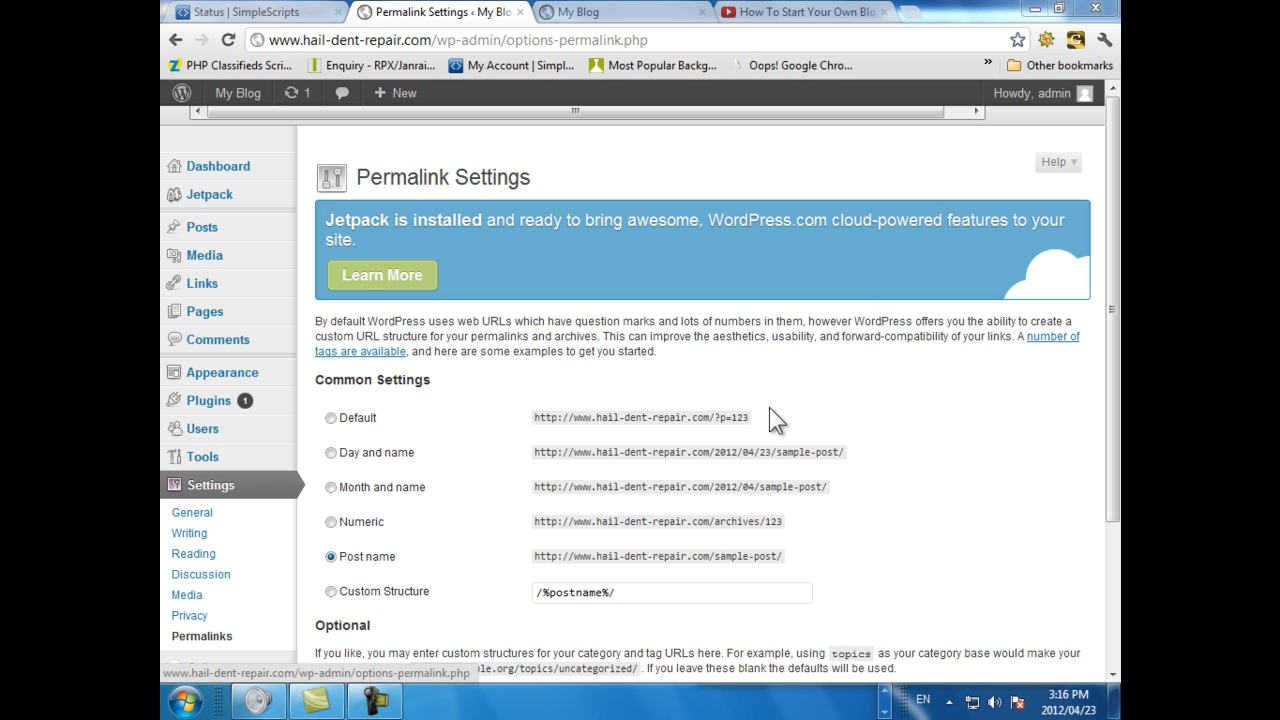 Status | SimpleScripts
Permalink Settings ‹ My Blo
My Blog
How To Start Your Own Blo
www.hail-dent-repair.com/wp-admin/options-permalink.php
PHP Classifieds Scri...
Enquiry - RPX/Janrai...
My Account | Simpl...
Most Popular Backg...
Oops! Google Chro...
»
Other bookmarks
My Blog
1
+ New
Howdy, admin
Dashboard
Jetpack
Posts
Media
Links
Pages
Comments
Appearance
Plugins 1
Users
Tools
Settings
General
Writing
Reading
Discussion
Media
Privacy
Permalinks
Help
Permalink Settings
Jetpack is installed and ready to bring awesome, WordPress.com cloud-powered features to your
site.
Learn More
By default WordPress uses web URLs which have question marks and lots of numbers in them, however WordPress offers you the ability to create a
custom URL structure for your permalinks and archives. This can improve the aesthetics, usability, and forward-compatibility of your links. A number of
tags are available, and here are some examples to get you started.
Common Settings
Default http://www.hail-dent-repair.com/?p=123
Day and name http://www.hail-dent-repair.com/2012/04/23/sample-post/
Month and name http://www.hail-dent-repair.com/2012/04/sample-post/
Numeric http://www.hail-dent-repair.com/archives/123
Post name http://www.hail-dent-repair.com/sample-post/
Custom Structure /%postname%/
Optional
If you like, you may enter custom structures for your category and tag URLs here. For example, using topics as your category base would make your
le.org/topics/uncategorized/ . If you leave these blank the defaults will be used.
www.hail-dent-repair.com/wp-admin/options-permalink.php
EN
3:16 PM
2012/04/23